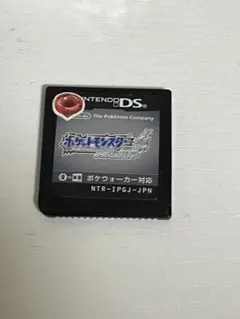 NINTENDO DS
The Pokémon Company
ポケットモンスター
ポケウォーカー対応
NTR-IPGJ-JPN